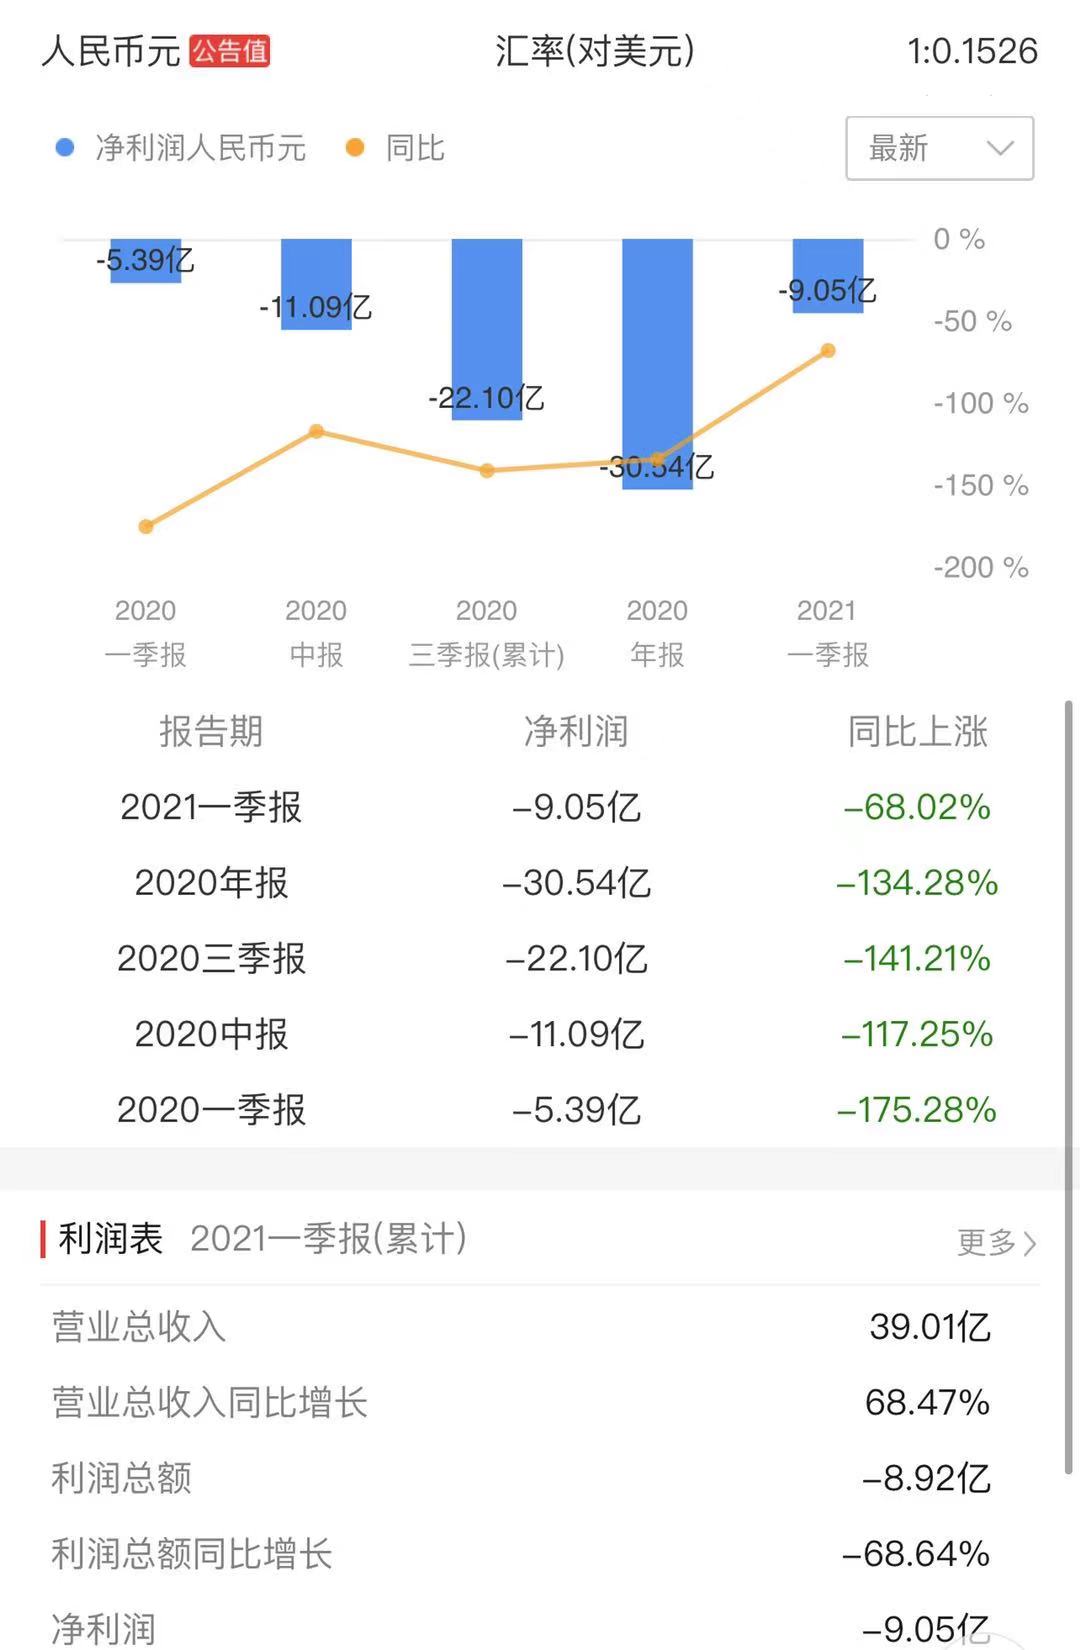 人民币元 公告值 汇率(对美元) 1:0.1526
净利润人民币元 同比 最新
0 %
-5.39亿
-9.05亿
-11.09亿
-50 %
-22.10亿
-100 %
-30.54亿
-150 %
-200 %
2020 2020 2020 2020 2021
一季报 中报 三季报(累计) 年报 一季报
报告期 净利润 同比上涨
2021一季报 –9.05亿 –68.02%
2020年报 –30.54亿 –134.28%
2020三季报 –22.10亿 –141.21%
2020中报 –11.09亿 –117.25%
2020一季报 –5.39亿 –175.28%
利润表 2021一季报(累计) 更多
营业总收入 39.01亿
营业总收入同比增长 68.47%
利润总额 –8.92亿
利润总额同比增长 –68.64%
净利润 –9.05亿